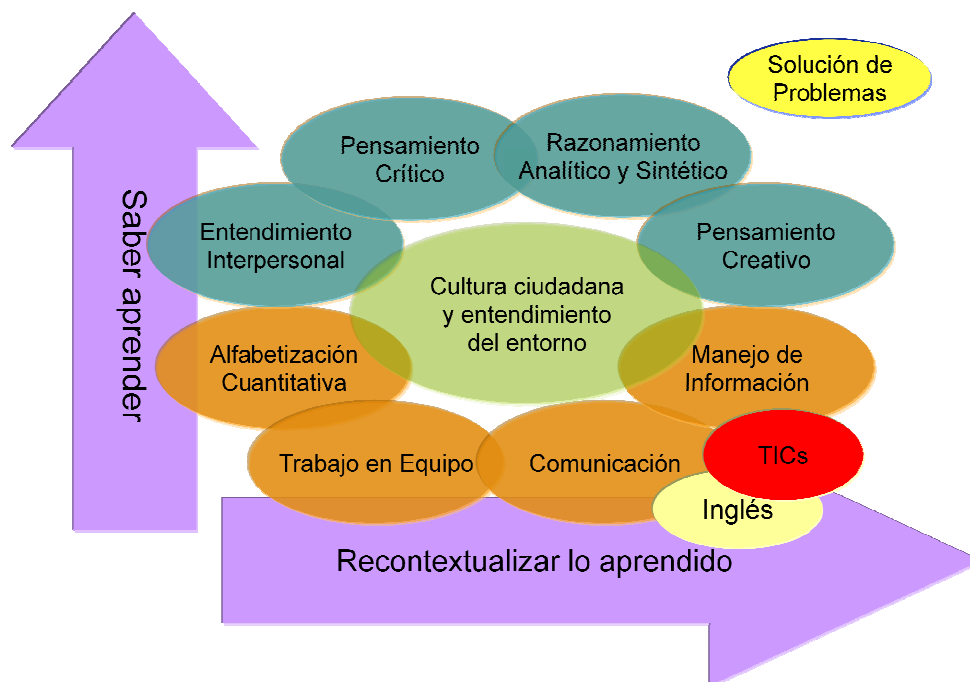 Solución de
Problemas
Pensamiento
Crítico
Razonamiento
Analítico y Sintético
Entendimiento
Interpersonal
Pensamiento
Creativo
Cultura ciudadana
y entendimiento
del entorno
Saber aprender
Alfabetización
Cuantitativa
Manejo de
Información
Trabajo en Equipo
Comunicación
TICs
Inglés
Recontextualizar lo aprendido